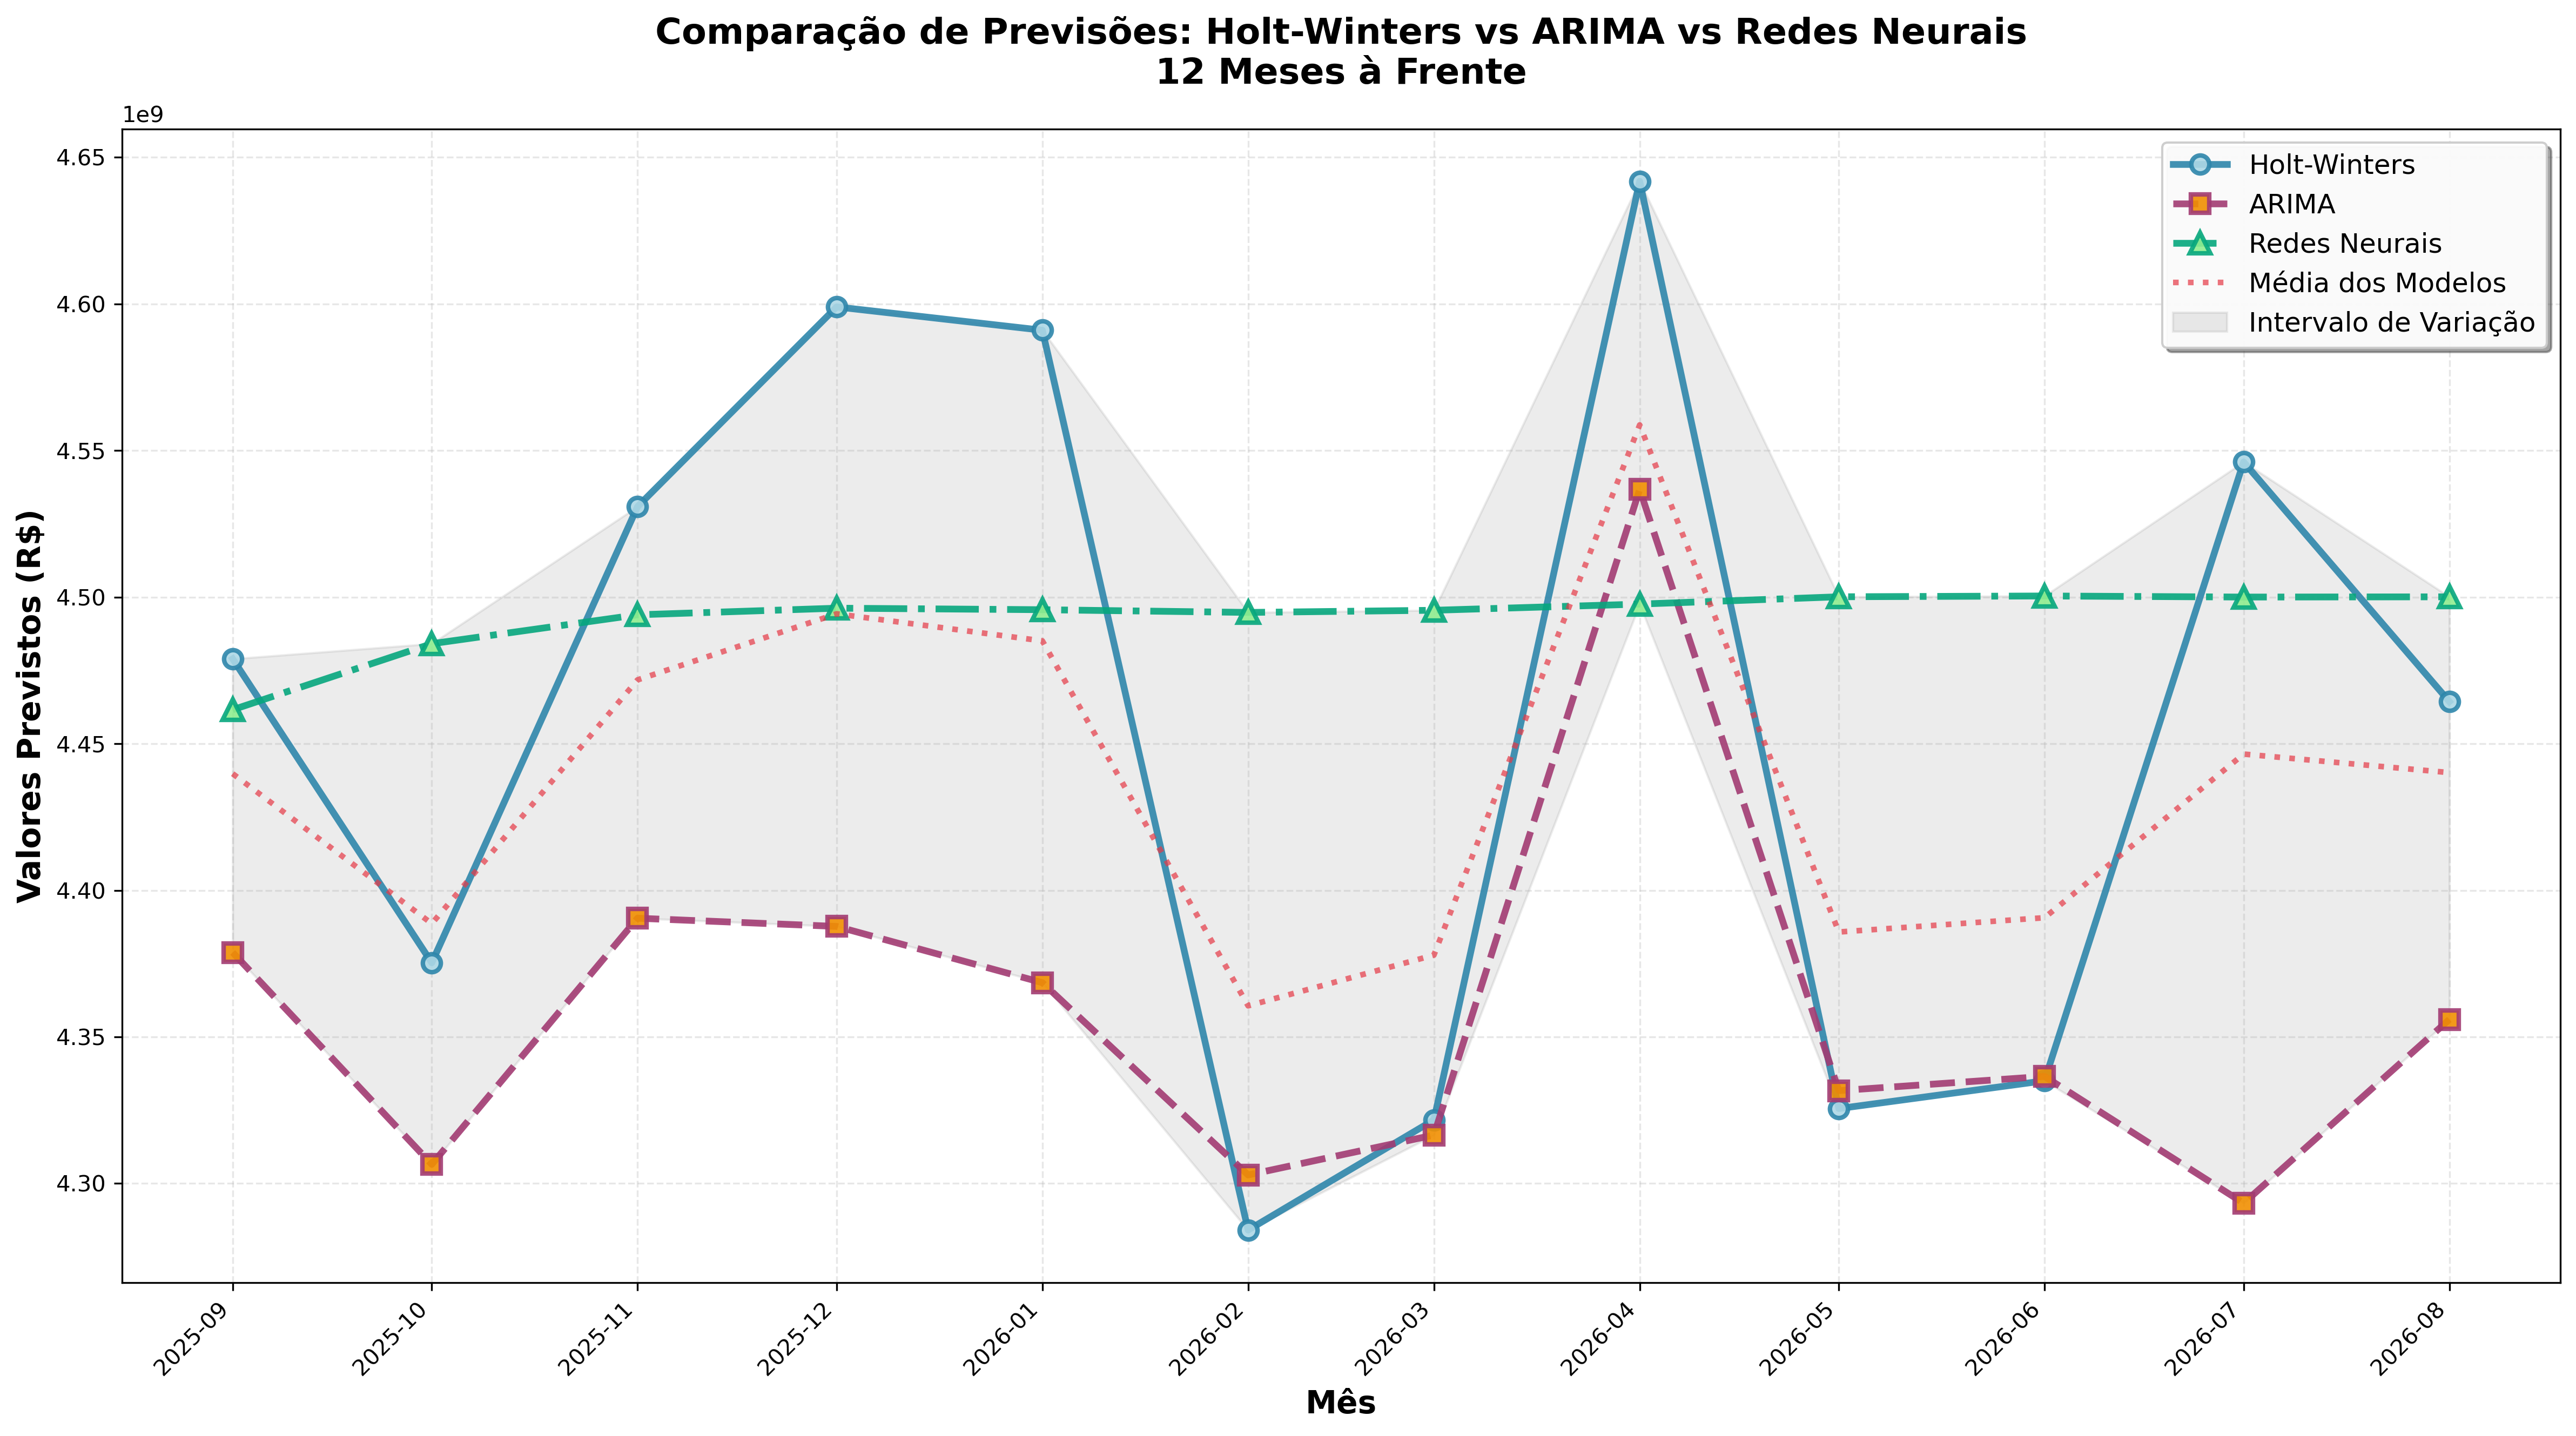 Comparação de Previsões: Holt-Winters vs ARIMA vs Redes Neurais
12 Meses à Frente
1e9
4.65
4.60
4.55
4.50
4.45
4.40
4.35
4.30
Valores Previstos (R$)
Holt-Winters
ARIMA
Redes Neurais
Média dos Modelos
Intervalo de Variação
2025-09
2025-10
2025-11
2025-12
2026-01
2026-02
2026-03
2026-04
2026-05
2026-06
2026-07
2026-08
Mês